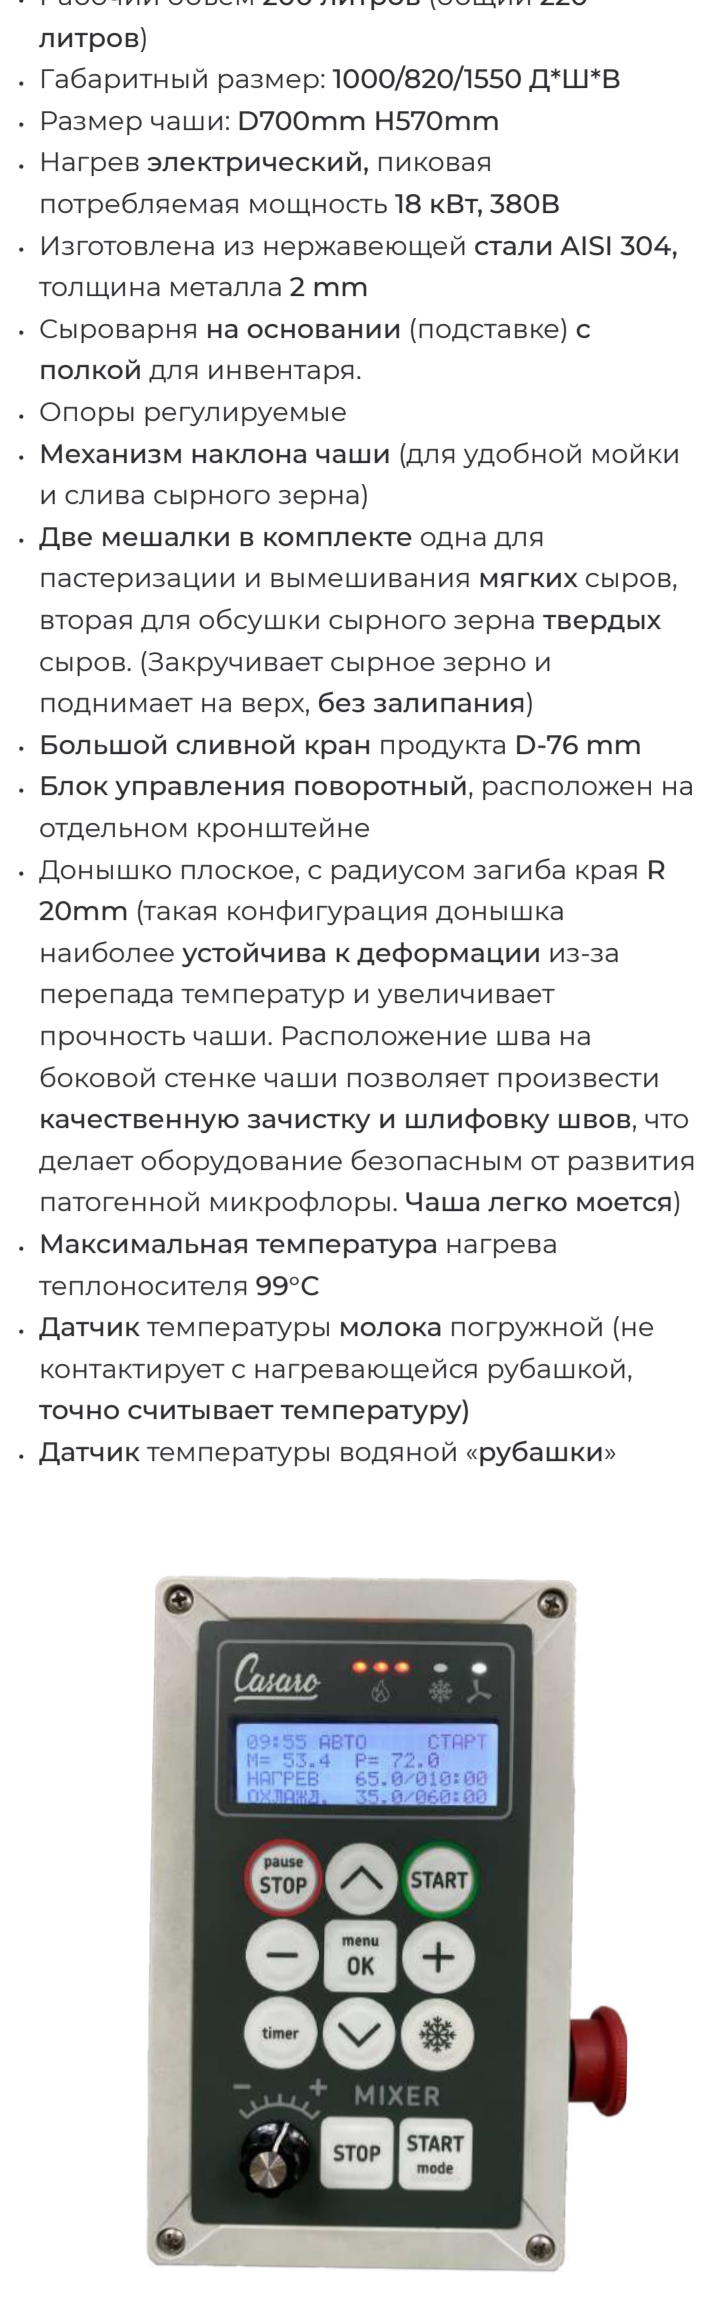 Рабочий объем 200 литров (общий 220
литров)
Габаритный размер: 1000/820/1550 Д*Ш*В
Размер чаши: D700mm H570mm
Нагрев электрический, пиковая
потребляемая мощность 18 кВт, 380В
Изготовлена из нержавеющей стали AISI 304,
толщина металла 2 mm
Сыроварня на основании (подставке) с
полкой для инвентаря.
Опоры регулируемые
Механизм наклона чаши (для удобной мойки
и слива сырного зерна)
Две мешалки в комплекте одна для
пастеризации и вымешивания мягких сыров,
вторая для обсушки сырного зерна твердых
сыров. (Закручивает сырное зерно и
поднимает на верх, без залипания)
Большой сливной кран продукта D-76 mm
Блок управления поворотный, расположен на
отдельном кронштейне
Донышко плоское, с радиусом загиба края R
20mm (такая конфигурация донышка
наиболее устойчива к деформации из-за
перепада температур и увеличивает
прочность чаши. Расположение шва на
боковой стенке чаши позволяет произвести
качественную зачистку и шлифовку швов, что
делает оборудование безопасным от развития
патогенной микрофлоры. Чаша легко моется)
Максимальная температура нагрева
теплоносителя 99°C
Датчик температуры молока погружной (не
контактирует с нагревающейся рубашкой,
точно считывает температуру)
Датчик температуры водяной «рубашки»
Casaro
09:55 АВТО СТАРТ
М= 53.4 Р= 72.0
НАГРЕВ 65.0/010:00
ОХЛАЖД. 35.0/060:00
pause
STOP
START
−
menu
OK
+
timer
− +
MIXER
STOP
START
mode